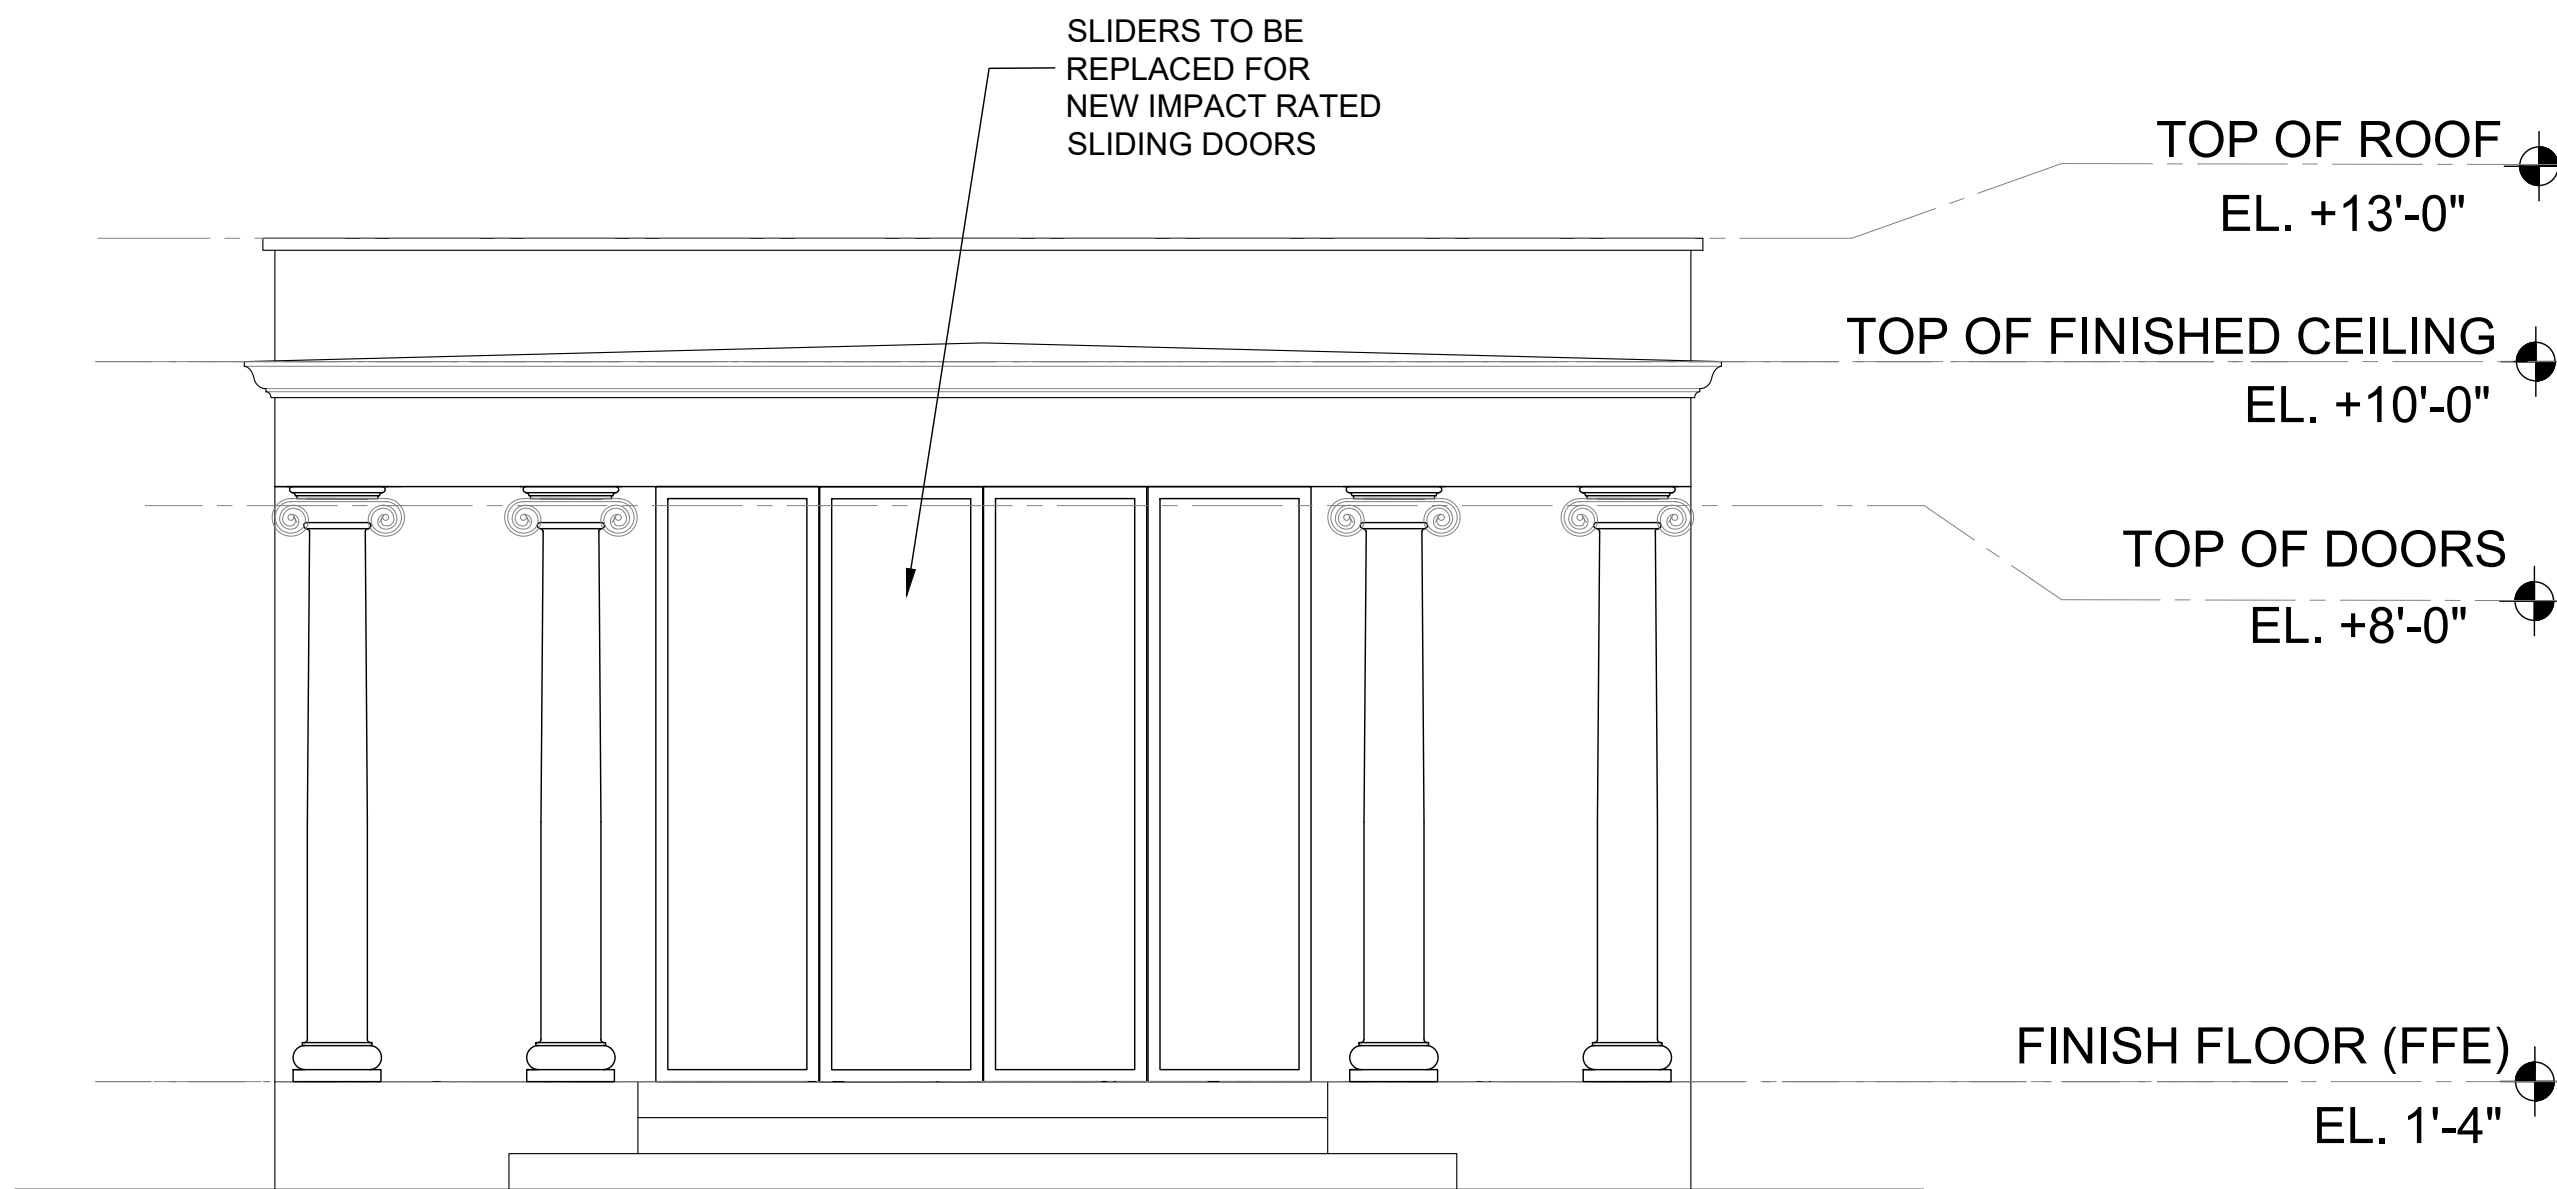 SLIDERS TO BE
REPLACED FOR
NEW IMPACT RATED
SLIDING DOORS
TOP OF ROOF
EL. +13'-0"
TOP OF FINISHED CEILING
EL. +10'-0"
TOP OF DOORS
EL. +8'-0"
FINISH FLOOR (FFE)
EL. 1'-4"